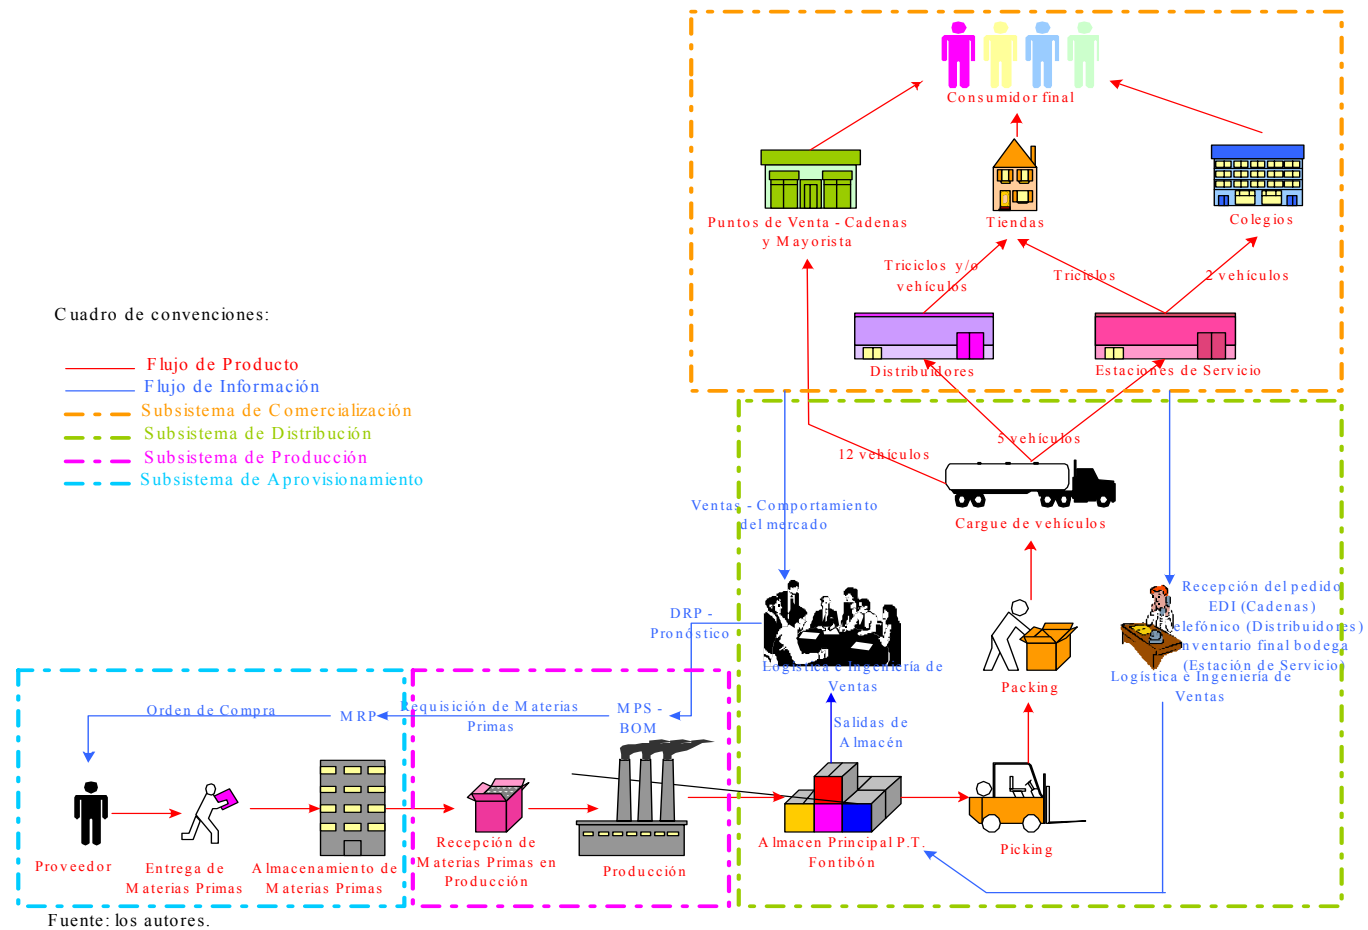 Consumidor final
Puntos de Venta - Cadenas
y Mayorista
Tiendas
Colegios
Triciclos y/o
vehículos
Triciclos
2 vehículos
Distribuidores
Estaciones de Servicio
Cuadro de convenciones:
Flujo de Producto
Flujo de Información
Subsistema de Comercialización
Subsistema de Distribución
Subsistema de Producción
Subsistema de Aprovisionamiento
5 vehículos
12 vehículos
Ventas - Comportamiento
del mercado
Cargue de vehículos
Recepción del pedido
EDI (Cadenas)
elefónico (Distribuidores)
nventario final bodega
(Estación de Servicio)
Logística e Ingeniería de
Ventas
DRP -
Pronóstico
Logística e Ingeniería de
Ventas
Packing
Salidas de
Almacén
Orden de Compra
MRP
Requisición de Materias
Primas
MPS -
BOM
Proveedor
Entrega de
Materias Primas
Almacenamiento de
Materias Primas
Recepción de
Materias Primas en
Producción
Producción
Almacen Principal P.T.
Fontibón
Picking
Fuente: los autores.